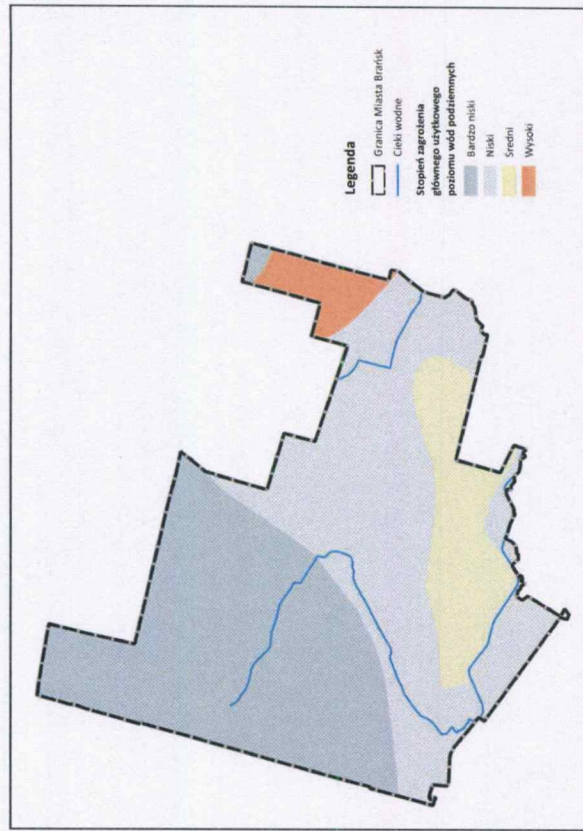 Legenda
Granica Miasta Brańsk
Cieki wodne
Stopień zagrożenia
głównego użytkowego
poziomu wód podziemnych
Bardzo niski
Niski
Średni
Wysoki